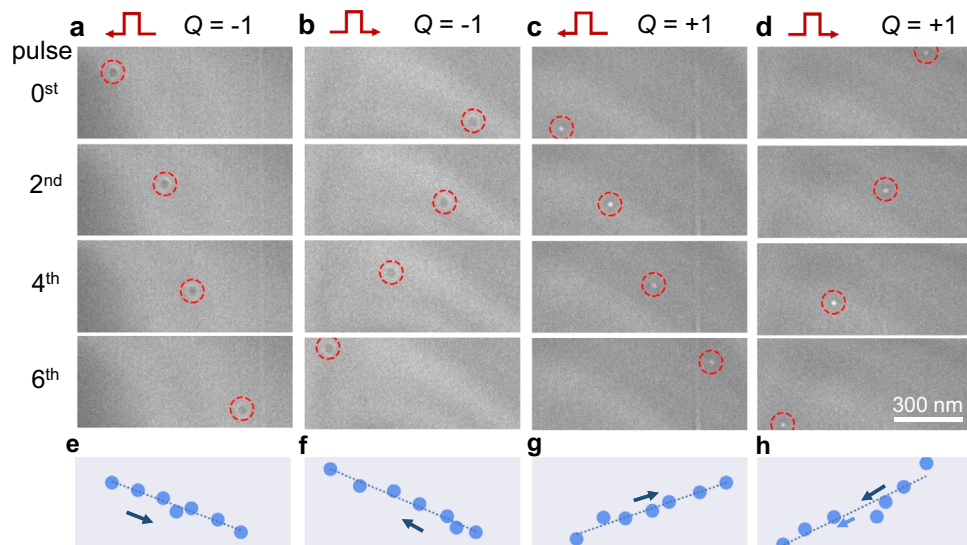 a Q = -1 b Q = -1 c Q = +1 d Q = +1
pulse
0st
2nd
4th
6th
300 nm
e f g h